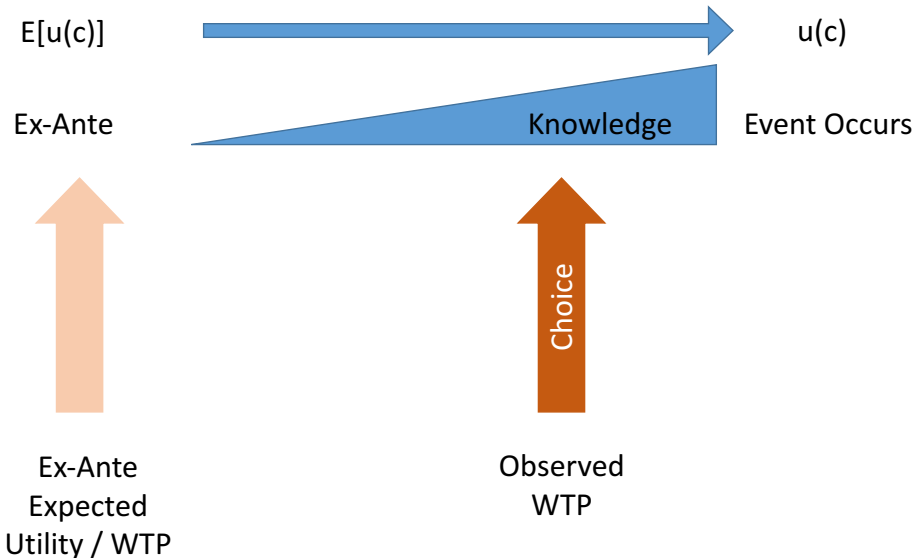 E[u(c)]
u(c)
Ex-Ante
Knowledge
Event Occurs
Choice
Ex-Ante
Expected
Utility / WTP
Observed
WTP